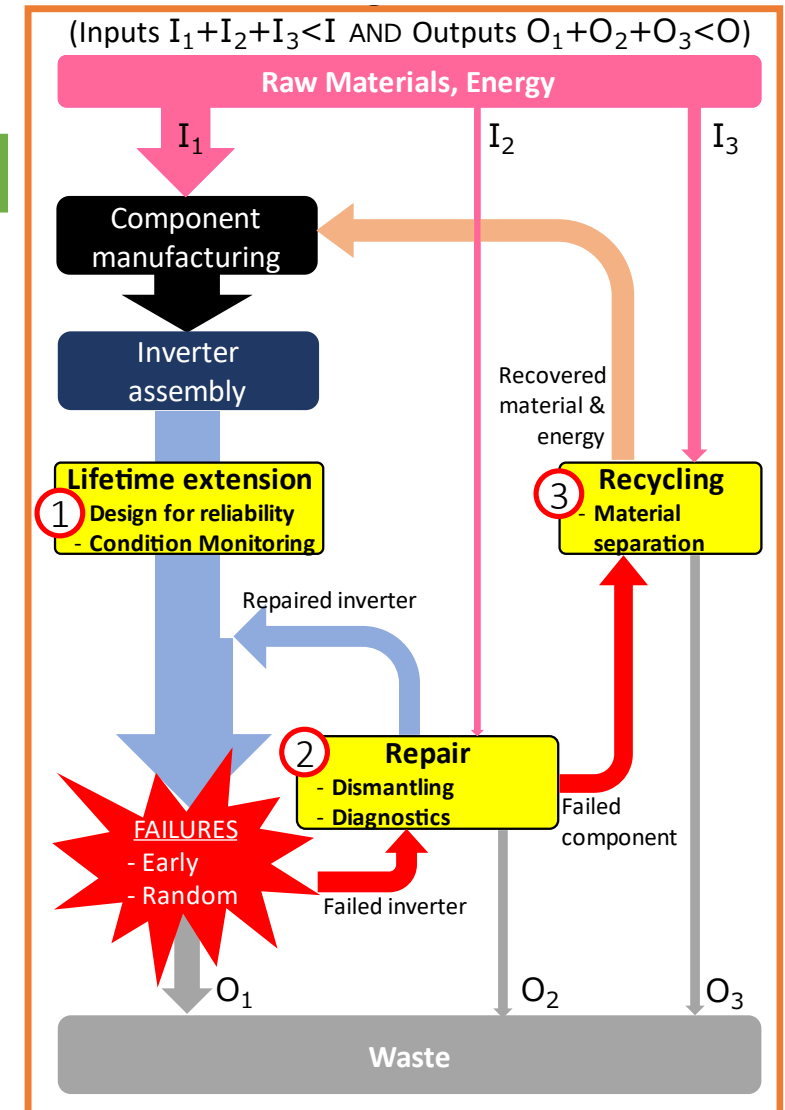 (Inputs I₁+I₂+I₃<I AND Outputs O₁+O₂+O₃<O)
Raw Materials, Energy
I₁
I₂
I₃
Component
manufacturing
Inverter
assembly
Recovered
material &
energy
Lifetime extension
1
Design for reliability
- Condition Monitoring
Recycling
3
- Material
separation
Repaired inverter
2
Repair
- Dismantling
- Diagnostics
FAILURES
- Early
- Random
Failed inverter
Failed
component
O₁
O₂
O₃
Waste